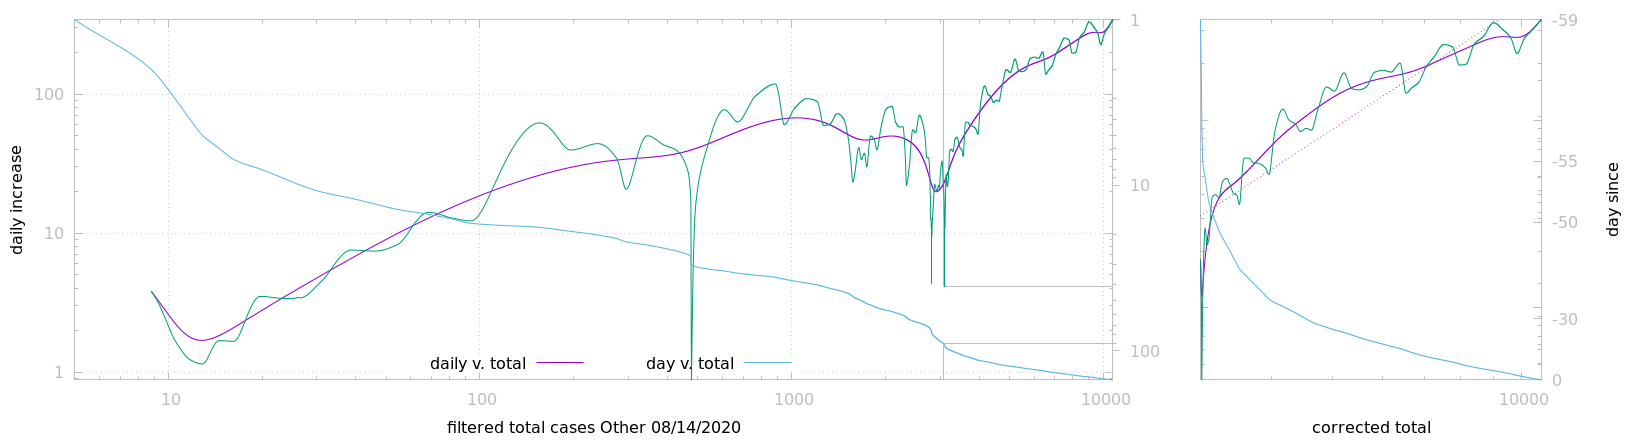 daily increase
100
10
1
10
100
1000
10000
1
10
100
daily v. total
day v. total
filtered total cases Other 08/14/2020
-59
-55
-50
-30
0
10000
day since
corrected total